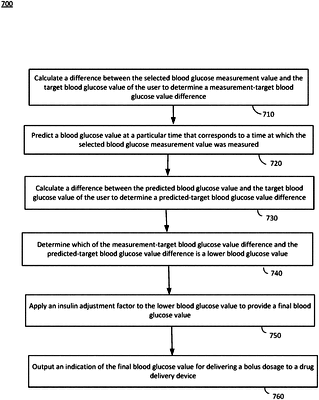 700
Calculate a difference between the selected blood glucose measurement value and the
target blood glucose value of the user to determine a measurement-target blood
glucose value difference
710
Predict a blood glucose value at a particular time that corresponds to a time at which the
selected blood glucose measurement value was measured
720
Calculate a difference between the predicted blood glucose value and the target blood
glucose value of the user to determine a predicted-target blood glucose value difference
730
Determine which of the measurement-target blood glucose value difference and the
predicted-target blood glucose value difference is a lower blood glucose value
740
Apply an insulin adjustment factor to the lower blood glucose value to provide a final blood
glucose value
750
Output an indication of the final blood glucose value for delivering a bolus dosage to a drug
delivery device
760